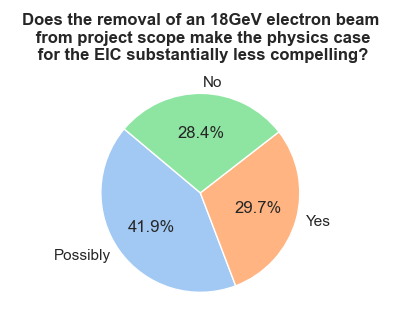 Does the removal of an 18GeV electron beam
from project scope make the physics case
for the EIC substantially less compelling?
No
28.4%
29.7%
Yes
41.9%
Possibly